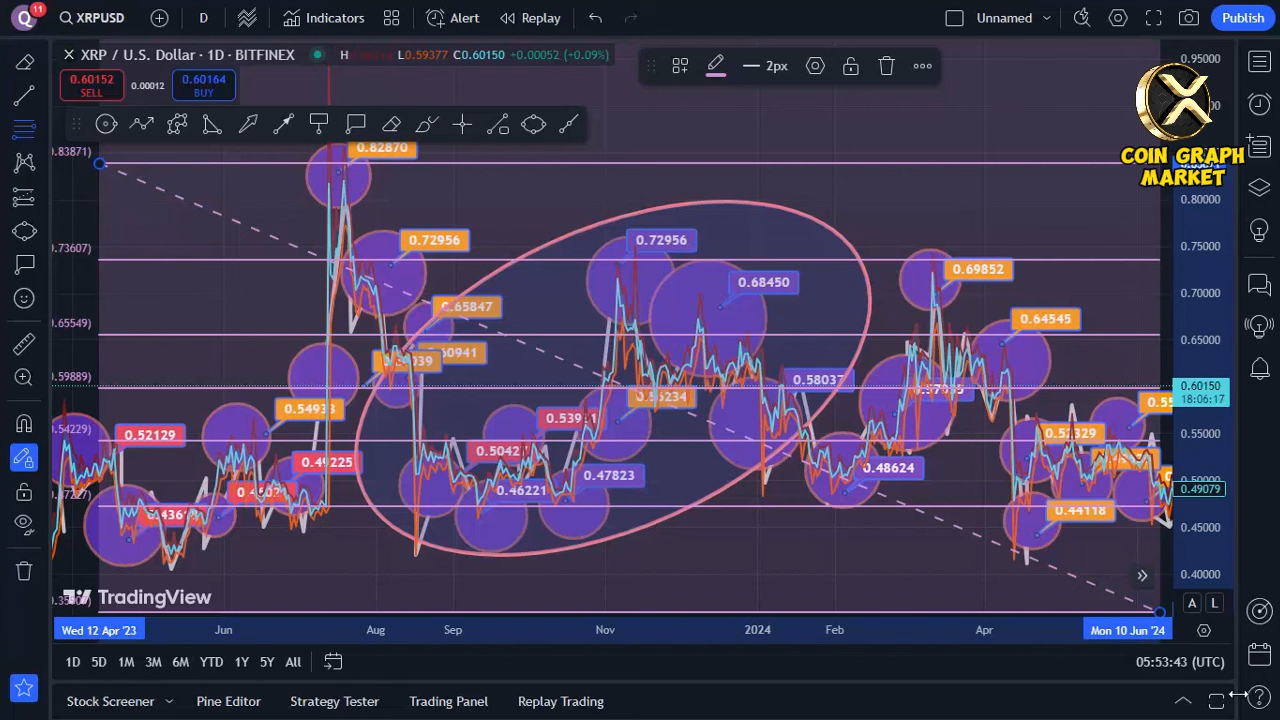 Q
11
XRPUSD
D
Indicators
Alert
Replay
Unnamed
Publish
XRP / U.S. Dollar · 1D · BITFINEX
H
L0.59377 C0.60150 +0.00052 (+0.09%)
0.60152
SELL
0.00012
0.60164
BUY
2px
0.95000
COIN GRAPH
MARKET
0.83871)
0.82870
0.80000
0.73607)
0.72956
0.72956
0.75000
0.69852
0.68450
0.70000
0.65847
0.64545
0.65549)
0.65000
0.60941
0.59889)
0.58037
0.60150
18:06:17
0.54933
0.52129
0.50427
0.52329
0.55000
0.49225
0.47823
0.48624
0.46221
0.50000
0.49079
0.44118
0.45000
0.40000
TradingView
A
L
Wed 12 Apr '23
Jun
Aug
Sep
Nov
2024
Feb
Apr
Mon 10 Jun '24
1D 5D 1M 3M 6M YTD 1Y 5Y All
05:53:43 (UTC)
Stock Screener
Pine Editor
Strategy Tester
Trading Panel
Replay Trading